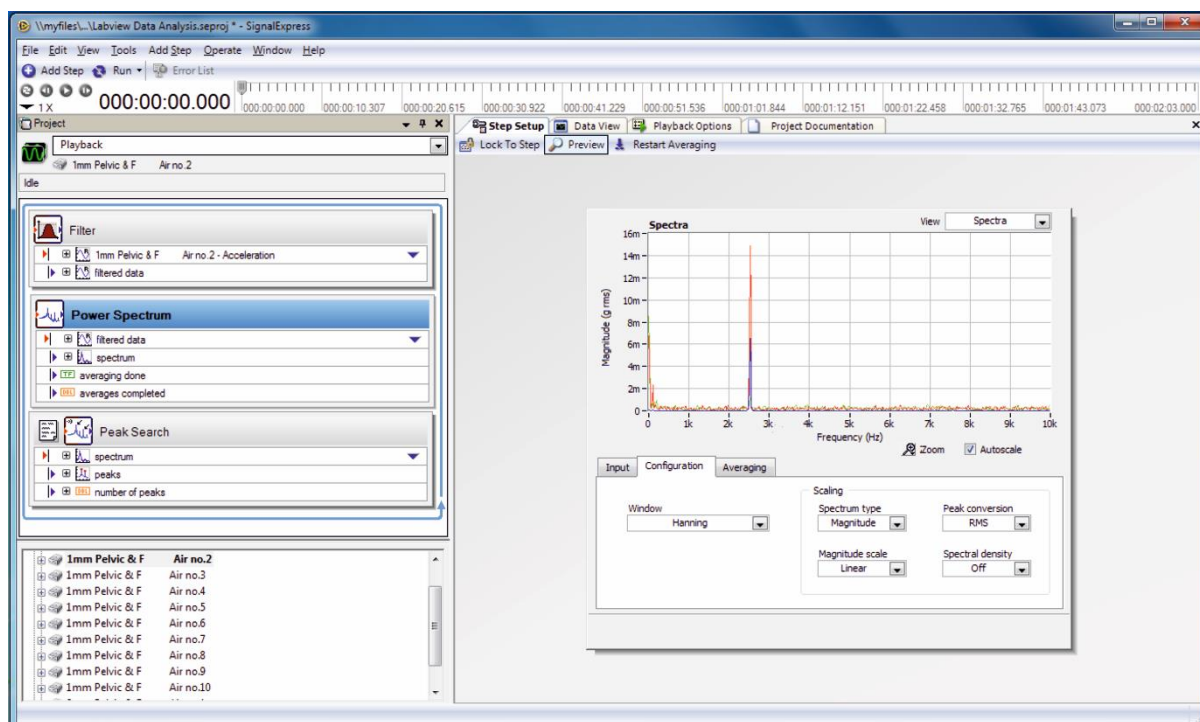 \\myfiles\...\Labview Data Analysis.seproj * - SignalExpress
File Edit View Tools Add Step Operate Window Help
Add Step Run Error List
1 X 000:00:00.000 000:00:00.000 000:00:10.307 000:00:20.615 000:00:30.922 000:00:41.229 000:00:51.536 000:01:01.844 000:01:12.151 000:01:22.458 000:01:32.765 000:01:43.073 000:02:03.000
Project
Playback
1mm Pelvic & F Air no.2
Idle
Filter
1mm Pelvic & F Air no.2 - Acceleration
filtered data
Power Spectrum
filtered data
spectrum
TF averaging done
DBL averages completed
Peak Search
spectrum
peaks
DBL number of peaks
1mm Pelvic & F Air no.2
1mm Pelvic & F Air no.3
1mm Pelvic & F Air no.4
1mm Pelvic & F Air no.5
1mm Pelvic & F Air no.6
1mm Pelvic & F Air no.7
1mm Pelvic & F Air no.8
1mm Pelvic & F Air no.9
1mm Pelvic & F Air no.10
Step Setup Data View Playback Options Project Documentation
Lock To Step Preview Restart Averaging
Spectra View Spectra
16m
14m
12m
10m
8m
6m
4m
2m
0
Magnitude (g rms)
0 1k 2k 3k 4k 5k 6k 7k 8k 9k 10k
Frequency (Hz)
Zoom Autoscale
Input Configuration Averaging
Window
Hanning
Scaling
Spectrum type Peak conversion
Magnitude RMS
Magnitude scale Spectral density
Linear Off